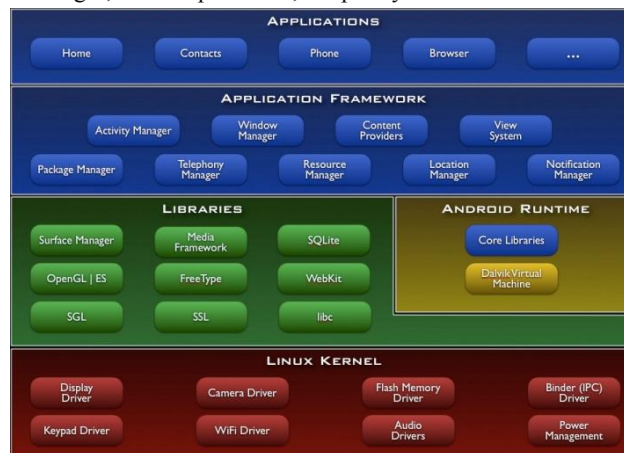 APPLICATIONS
Home
Contacts
Phone
Browser
...
APPLICATION FRAMEWORK
Activity Manager
Window
Manager
Content
Providers
View
System
Package Manager
Telephony
Manager
Resource
Manager
Location
Manager
Notification
Manager
LIBRARIES
Surface Manager
Media
Framework
SQLite
OpenGL | ES
FreeType
WebKit
SGL
SSL
libc
ANDROID RUNTIME
Core Libraries
Dalvik Virtual
Machine
LINUX KERNEL
Display
Driver
Camera Driver
Flash Memory
Driver
Binder (IPC)
Driver
Keypad Driver
WiFi Driver
Audio
Drivers
Power
Management